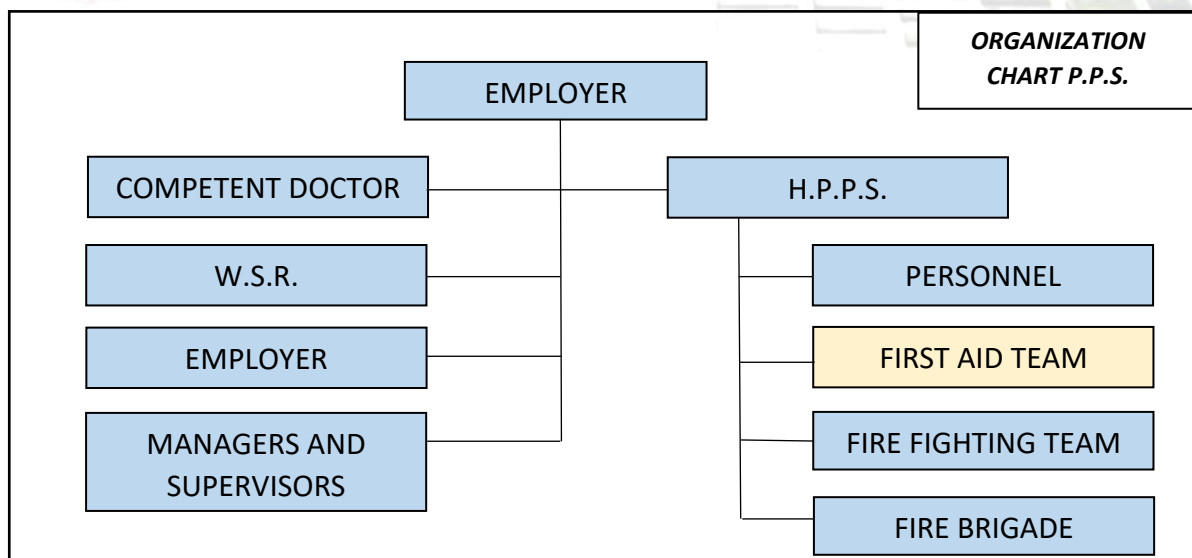 ORGANIZATION
CHART P.P.S.
EMPLOYER
COMPETENT DOCTOR
H.P.P.S.
W.S.R.
PERSONNEL
EMPLOYER
FIRST AID TEAM
MANAGERS AND
SUPERVISORS
FIRE FIGHTING TEAM
FIRE BRIGADE